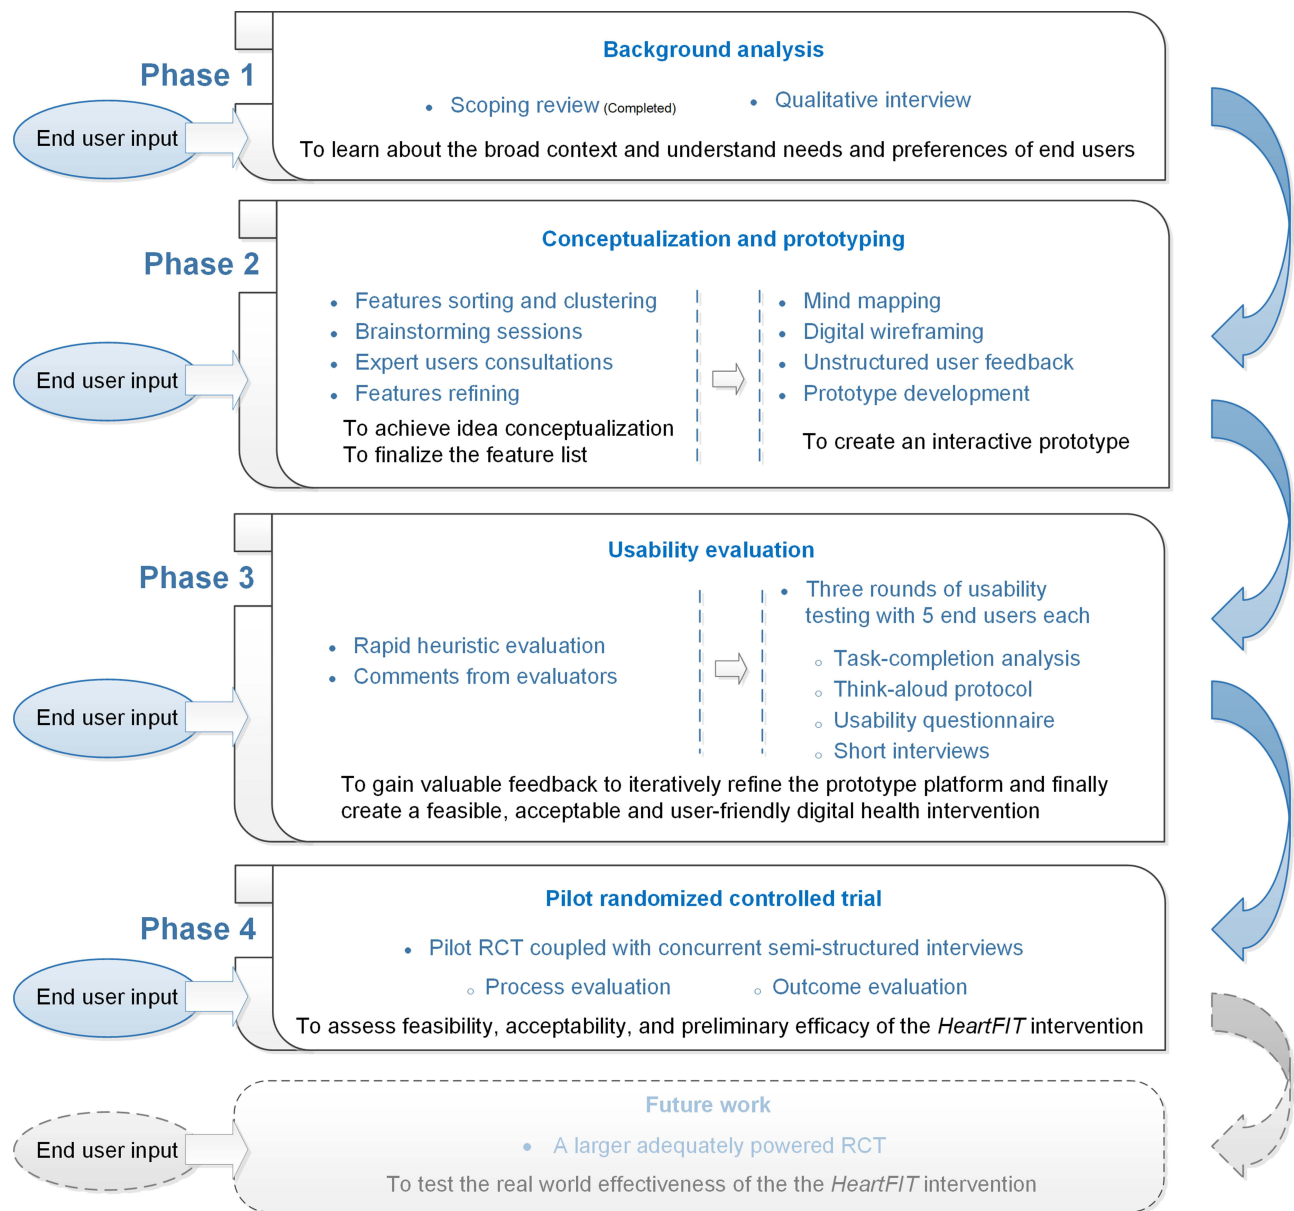 Phase 1
End user input
Background analysis
• Scoping review (Completed)
• Qualitative interview
To learn about the broad context and understand needs and preferences of end users
Phase 2
End user input
Conceptualization and prototyping
• Features sorting and clustering
• Brainstorming sessions
• Expert users consultations
• Features refining
To achieve idea conceptualization
To finalize the feature list
• Mind mapping
• Digital wireframing
• Unstructured user feedback
• Prototype development
To create an interactive prototype
Phase 3
End user input
Usability evaluation
• Rapid heuristic evaluation
• Comments from evaluators
• Three rounds of usability
testing with 5 end users each
○ Task-completion analysis
○ Think-aloud protocol
○ Usability questionnaire
○ Short interviews
To gain valuable feedback to iteratively refine the prototype platform and finally
create a feasible, acceptable and user-friendly digital health intervention
Phase 4
End user input
Pilot randomized controlled trial
• Pilot RCT coupled with concurrent semi-structured interviews
○ Process evaluation
○ Outcome evaluation
To assess feasibility, acceptability, and preliminary efficacy of the HeartFIT intervention
End user input
Future work
• A larger adequately powered RCT
To test the real world effectiveness of the the HeartFIT intervention